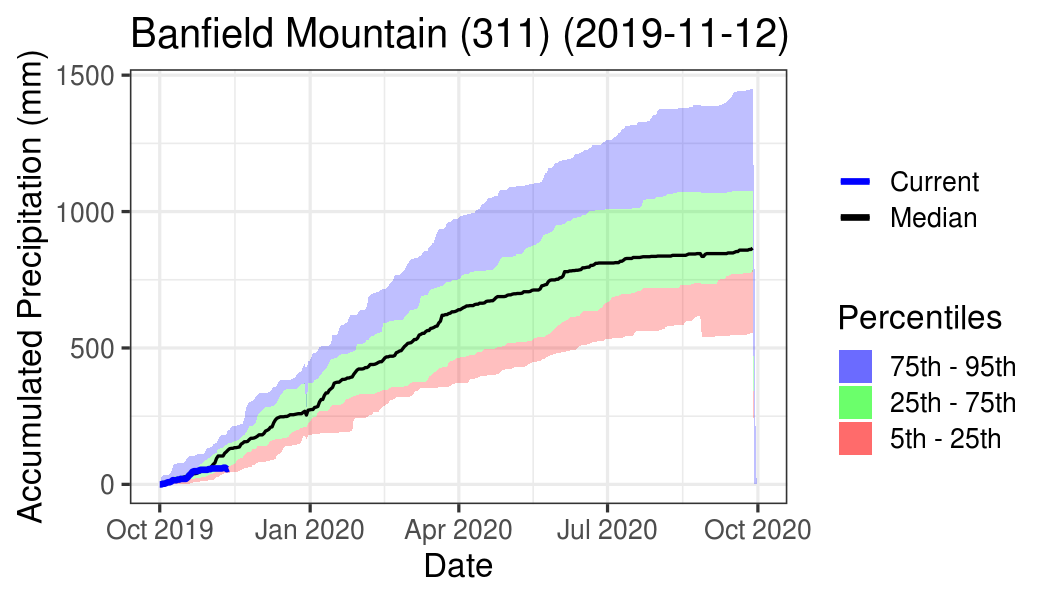 Banfield Mountain (311) (2019-11-12)
Accumulated Precipitation (mm)
1500
1000
500
0
Oct 2019
Jan 2020
Apr 2020
Jul 2020
Oct 2020
Date
Current
Median
Percentiles
75th - 95th
25th - 75th
5th - 25th